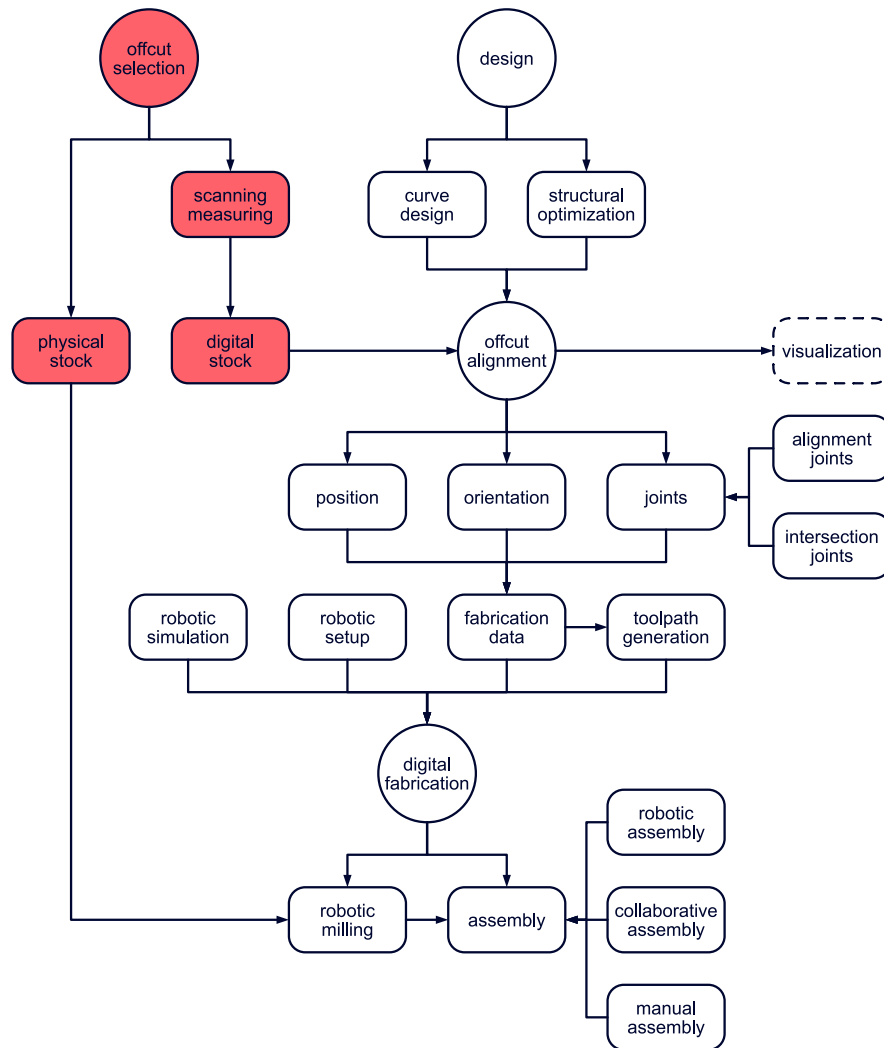 offcut
selection
design
scanning
measuring
curve
design
structural
optimization
physical
stock
digital
stock
offcut
alignment
visualization
position
orientation
joints
alignment
joints
intersection
joints
robotic
simulation
robotic
setup
fabrication
data
toolpath
generation
digital
fabrication
robotic
milling
assembly
robotic
assembly
collaborative
assembly
manual
assembly